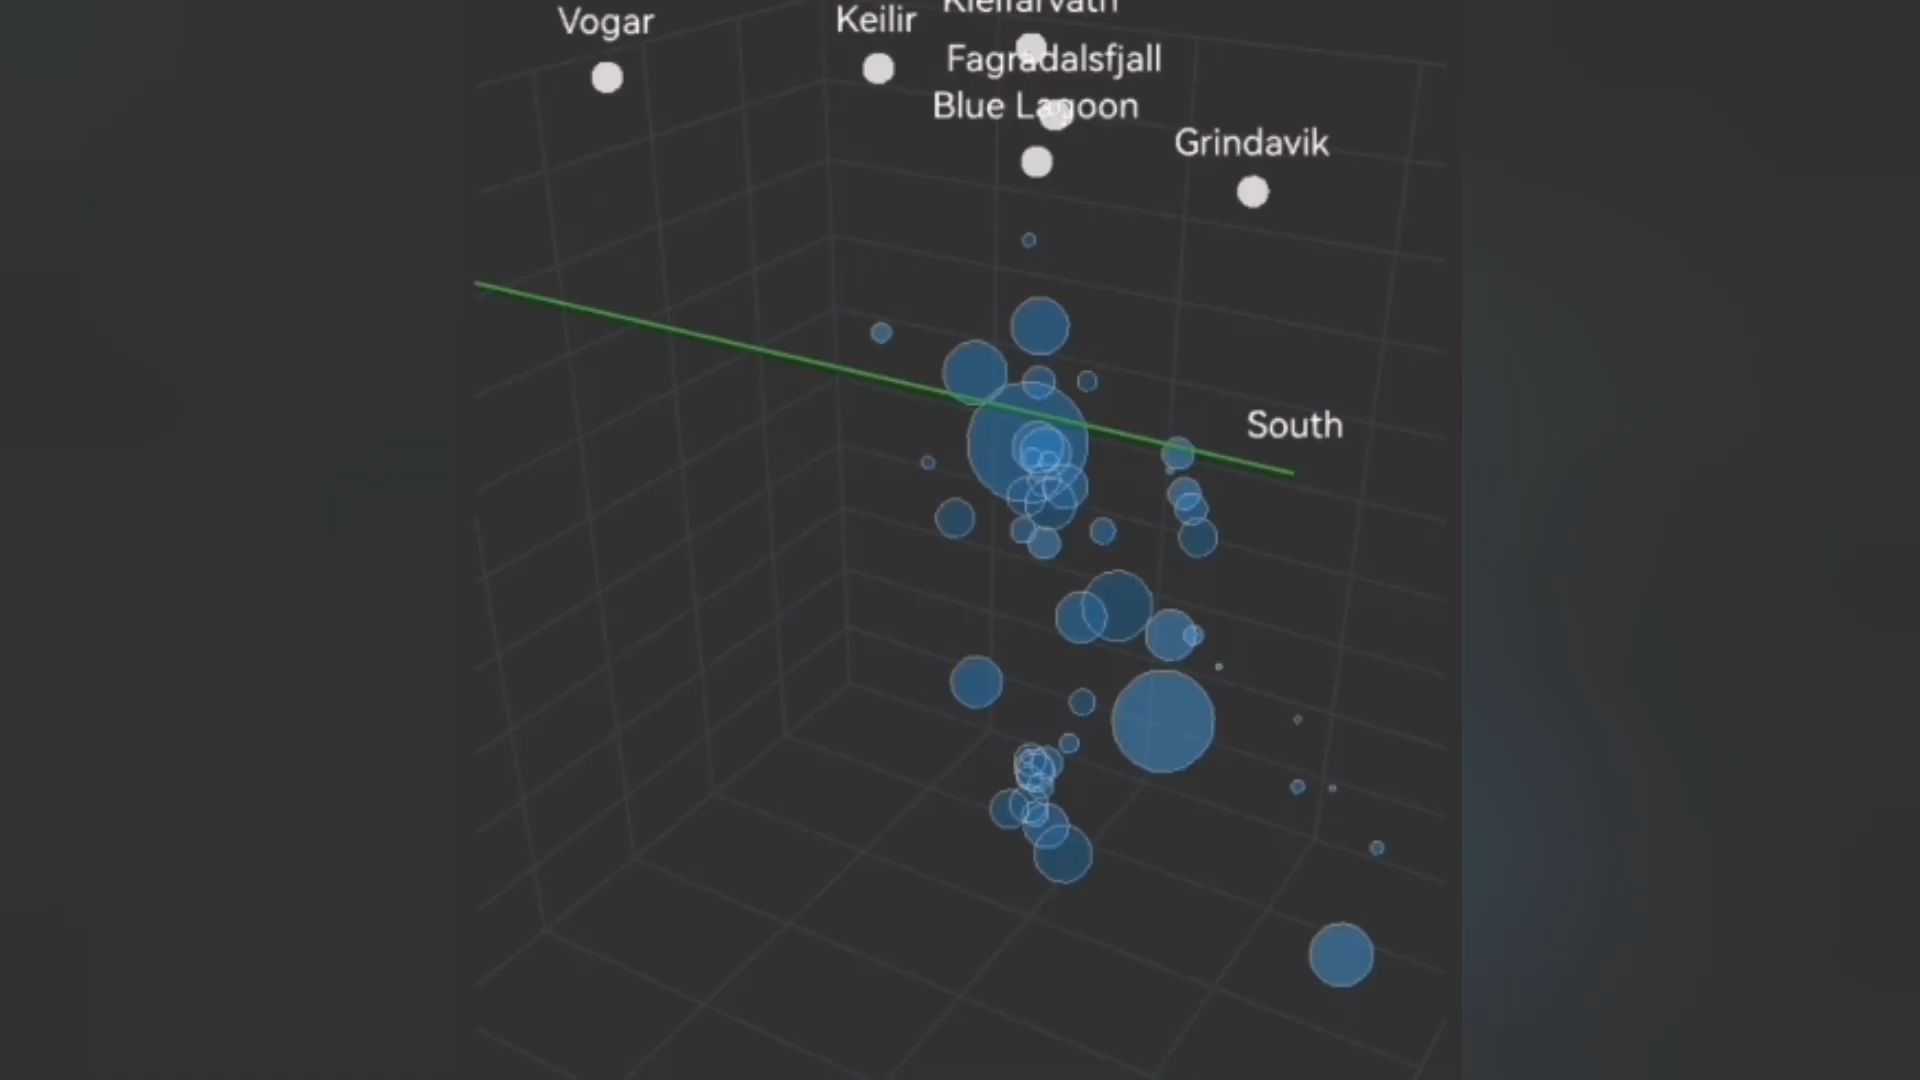 Vogar
Keilir
Kleifarvatn
Fagradalsfjall
Blue Lagoon
Grindavik
South